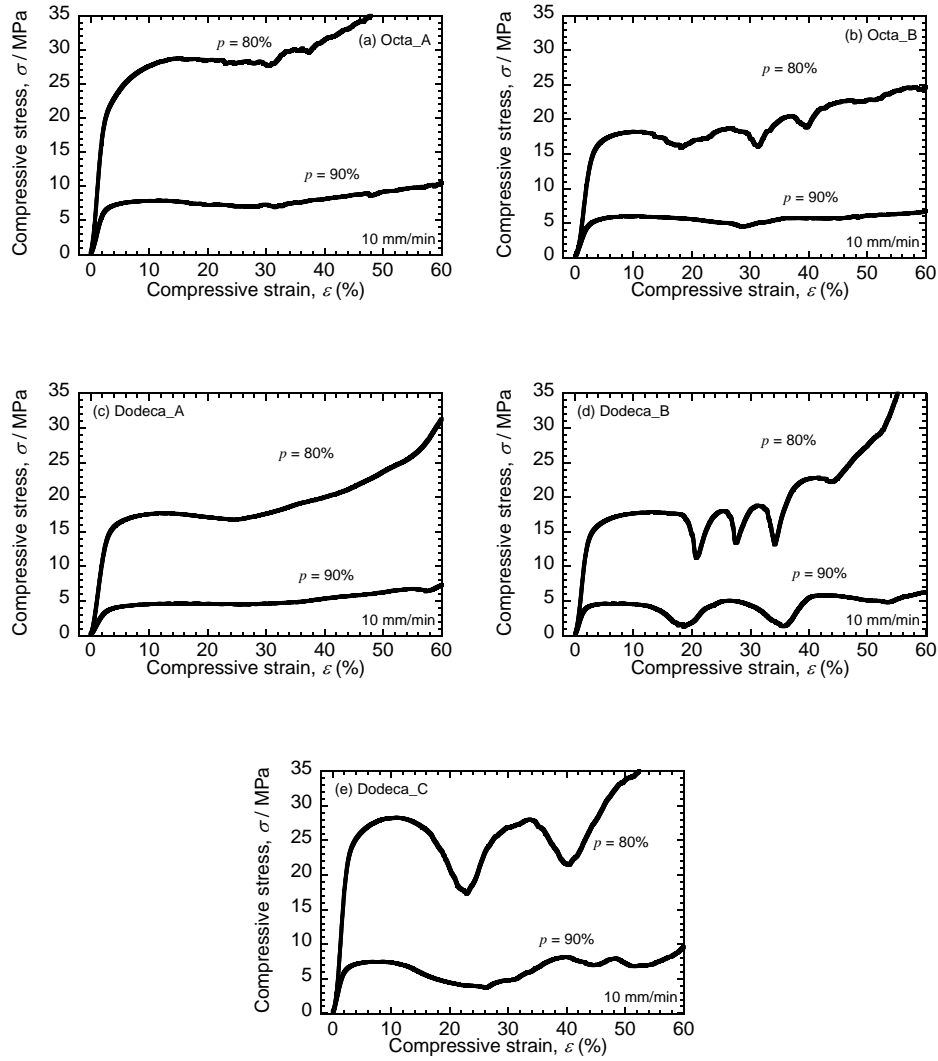 35
30
25
20
15
10
5
0
Compressive stress, σ / MPa
p = 80%
(a) Octa_A
p = 90%
10 mm/min
0 10 20 30 40 50 60
Compressive strain, ε (%)
35
30
25
20
15
10
5
0
Compressive stress, σ / MPa
(b) Octa_B
p = 80%
p = 90%
10 mm/min
0 10 20 30 40 50 60
Compressive strain, ε (%)
35
30
25
20
15
10
5
0
Compressive stress, σ / MPa
(c) Dodeca_A
p = 80%
p = 90%
10 mm/min
0 10 20 30 40 50 60
Compressive strain, ε (%)
35
30
25
20
15
10
5
0
Compressive stress, σ / MPa
(d) Dodeca_B
p = 80%
p = 90%
10 mm/min
0 10 20 30 40 50 60
Compressive strain, ε (%)
35
30
25
20
15
10
5
0
Compressive stress, σ / MPa
(e) Dodeca_C
p = 80%
p = 90%
10 mm/min
0 10 20 30 40 50 60
Compressive strain, ε (%)